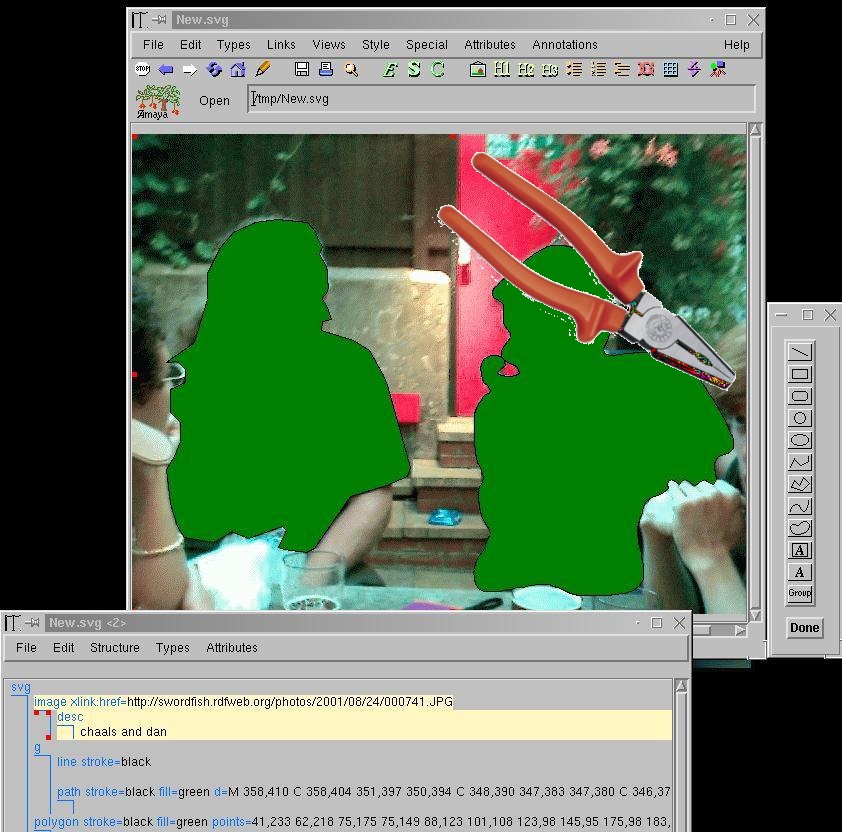 New.svg
File Edit Types Links Views Style Special Attributes Annotations Help
STOP E S C H1 H2 H3
Amaya Open /tmp/New.svg
A
A
Group
Done
New.svg <2>
File Edit Structure Types Attributes
svg
image xlink:href=http://swordfish.rdfweb.org/photos/2001/08/24/000741.JPG
desc
chaals and dan
g
line stroke=black
path stroke=black fill=green d=M 358,410 C 358,404 351,397 350,394 C 348,390 347,383 347,380 C 346,37
polygon stroke=black fill=green points=41,233 62,218 75,175 75,149 88,123 101,108 123,98 145,95 175,98 183,